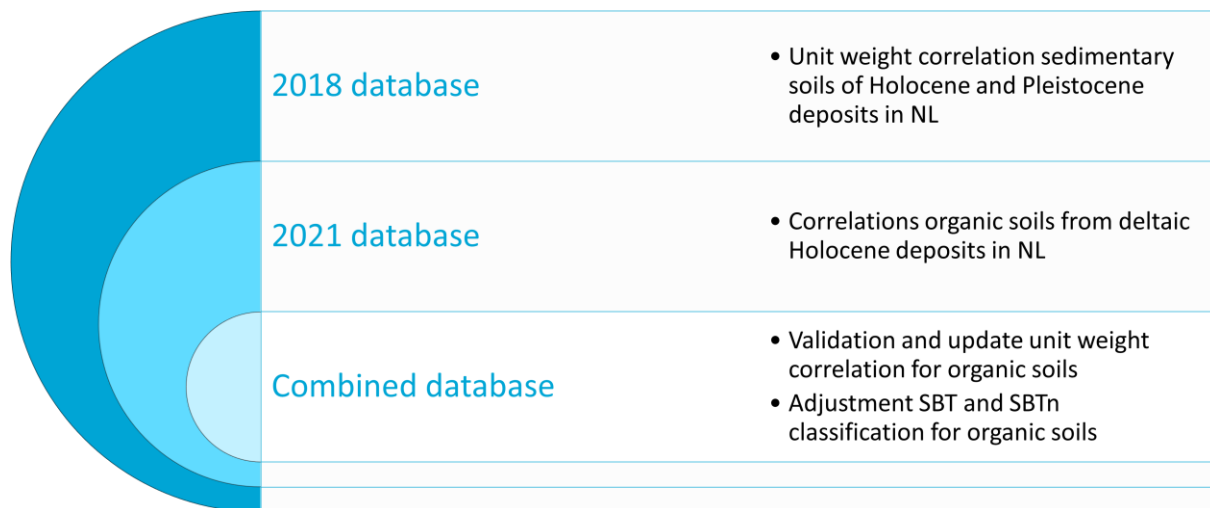 2018 database
• Unit weight correlation sedimentary
soils of Holocene and Pleistocene
deposits in NL
2021 database
• Correlations organic soils from deltaic
Holocene deposits in NL
Combined database
• Validation and update unit weight
correlation for organic soils
• Adjustment SBT and SBTn
classification for organic soils